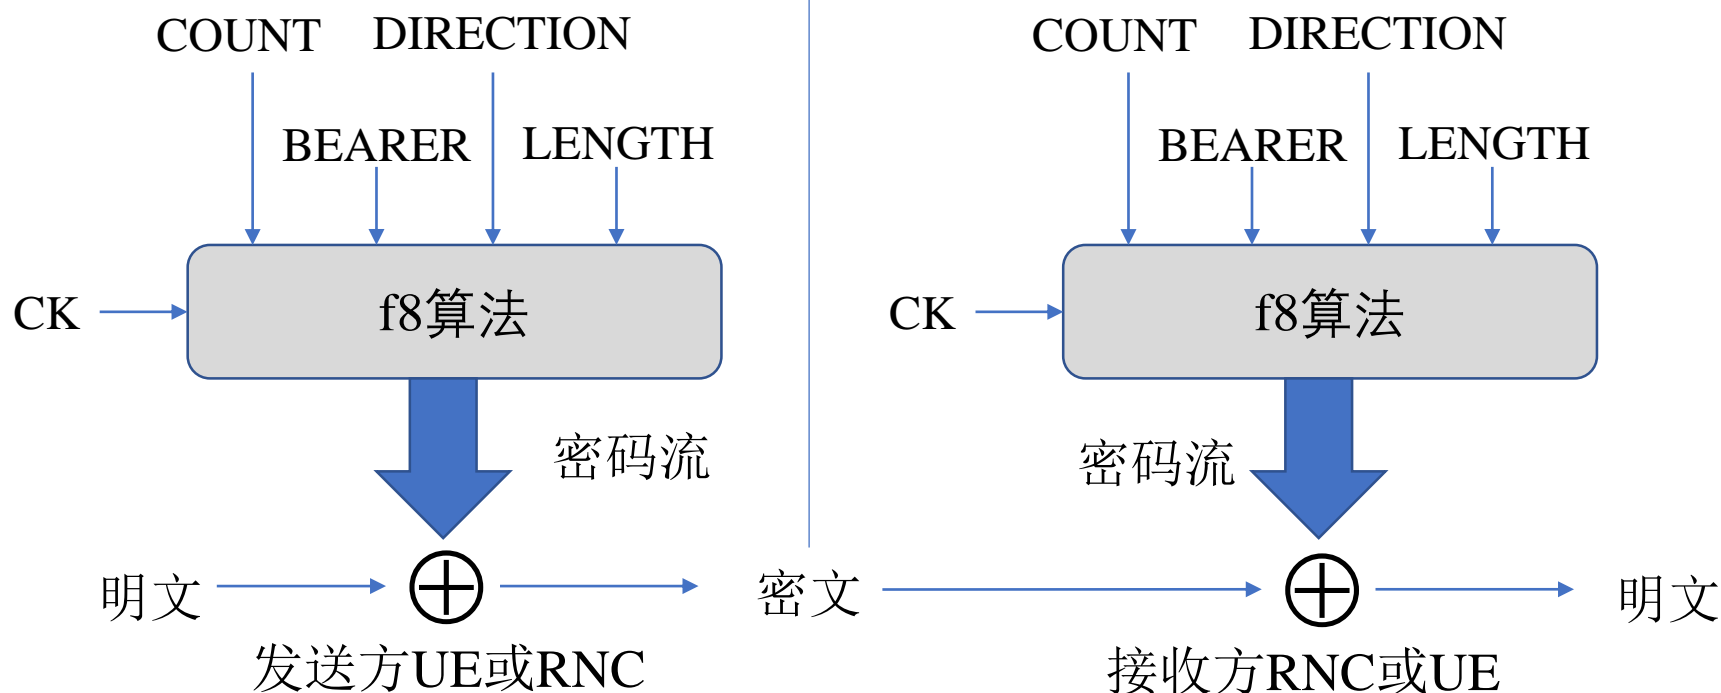 COUNT DIRECTION
BEARER LENGTH
CK
f8算法
密码流
明文
发送方UE或RNC
密文
COUNT DIRECTION
BEARER LENGTH
CK
f8算法
密码流
明文
接收方RNC或UE